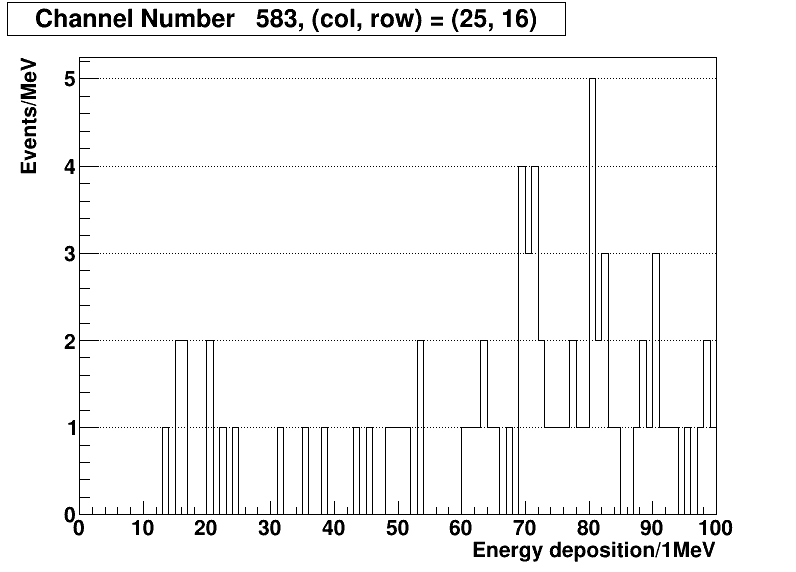 Channel Number 583, (col, row) = (25, 16)
Events/MeV
5
4
3
2
1
0
0 10 20 30 40 50 60 70 80 90 100
Energy deposition/1MeV